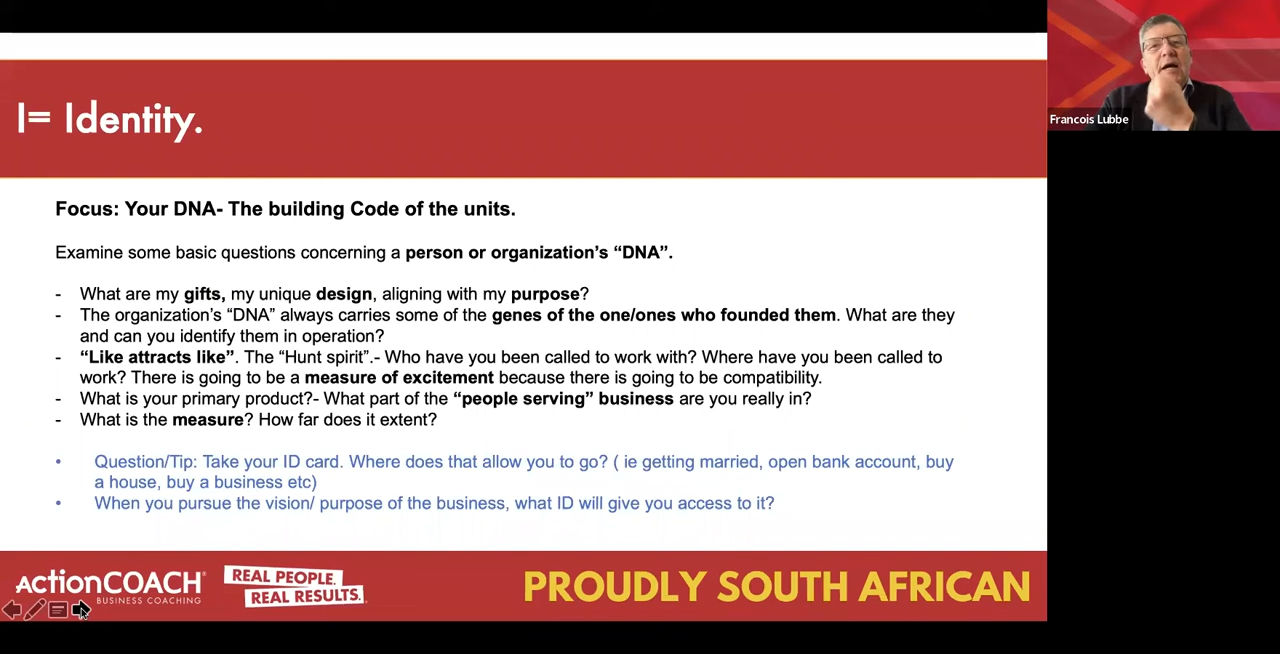 I= Identity.
Francois Lubbe
Focus: Your DNA- The building Code of the units.
Examine some basic questions concerning a person or organization's “DNA”.
- What are my gifts, my unique design, aligning with my purpose?
- The organization's “DNA” always carries some of the genes of the one/ones who founded them. What are they
and can you identify them in operation?
- “Like attracts like”. The “Hunt spirit”.- Who have you been called to work with? Where have you been called to
work? There is going to be a measure of excitement because there is going to be compatibility.
- What is your primary product?- What part of the “people serving” business are you really in?
- What is the measure? How far does it extent?
• Question/Tip: Take your ID card. Where does that allow you to go? ( ie getting married, open bank account, buy
a house, buy a business etc)
• When you pursue the vision/ purpose of the business, what ID will give you access to it?
ActionCOACH®
BUSINESS COACHING
REAL PEOPLE.
REAL RESULTS.
PROUDLY SOUTH AFRICAN